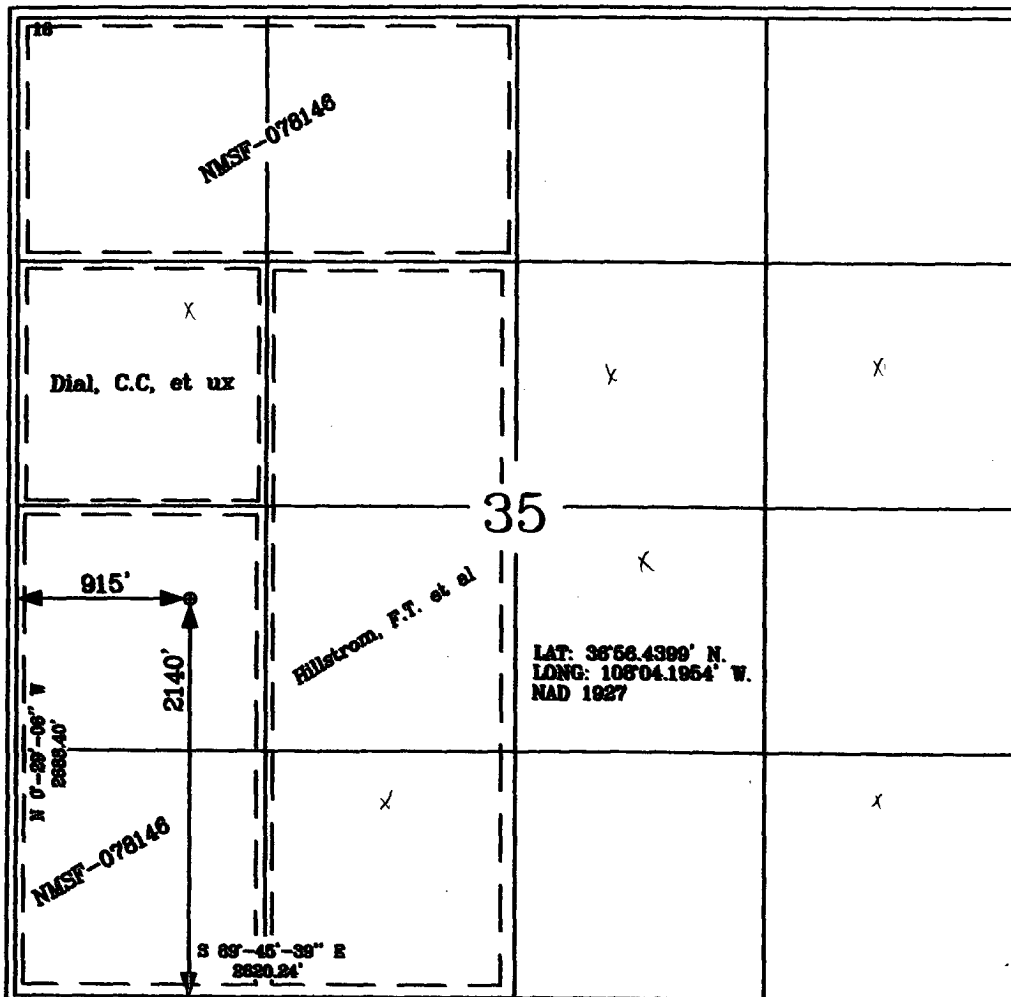 16
NMSF-078146
Dial, C.C, et ux
35
915'
2140'
Hillstrom, F.T. et al
LAT: 36°56.4399' N.
LONG: 108°04.1954' W.
NAD 1927
NMSF-078146
S 89°-45'-39" E
2620.24'
X
X
X
X
X
X